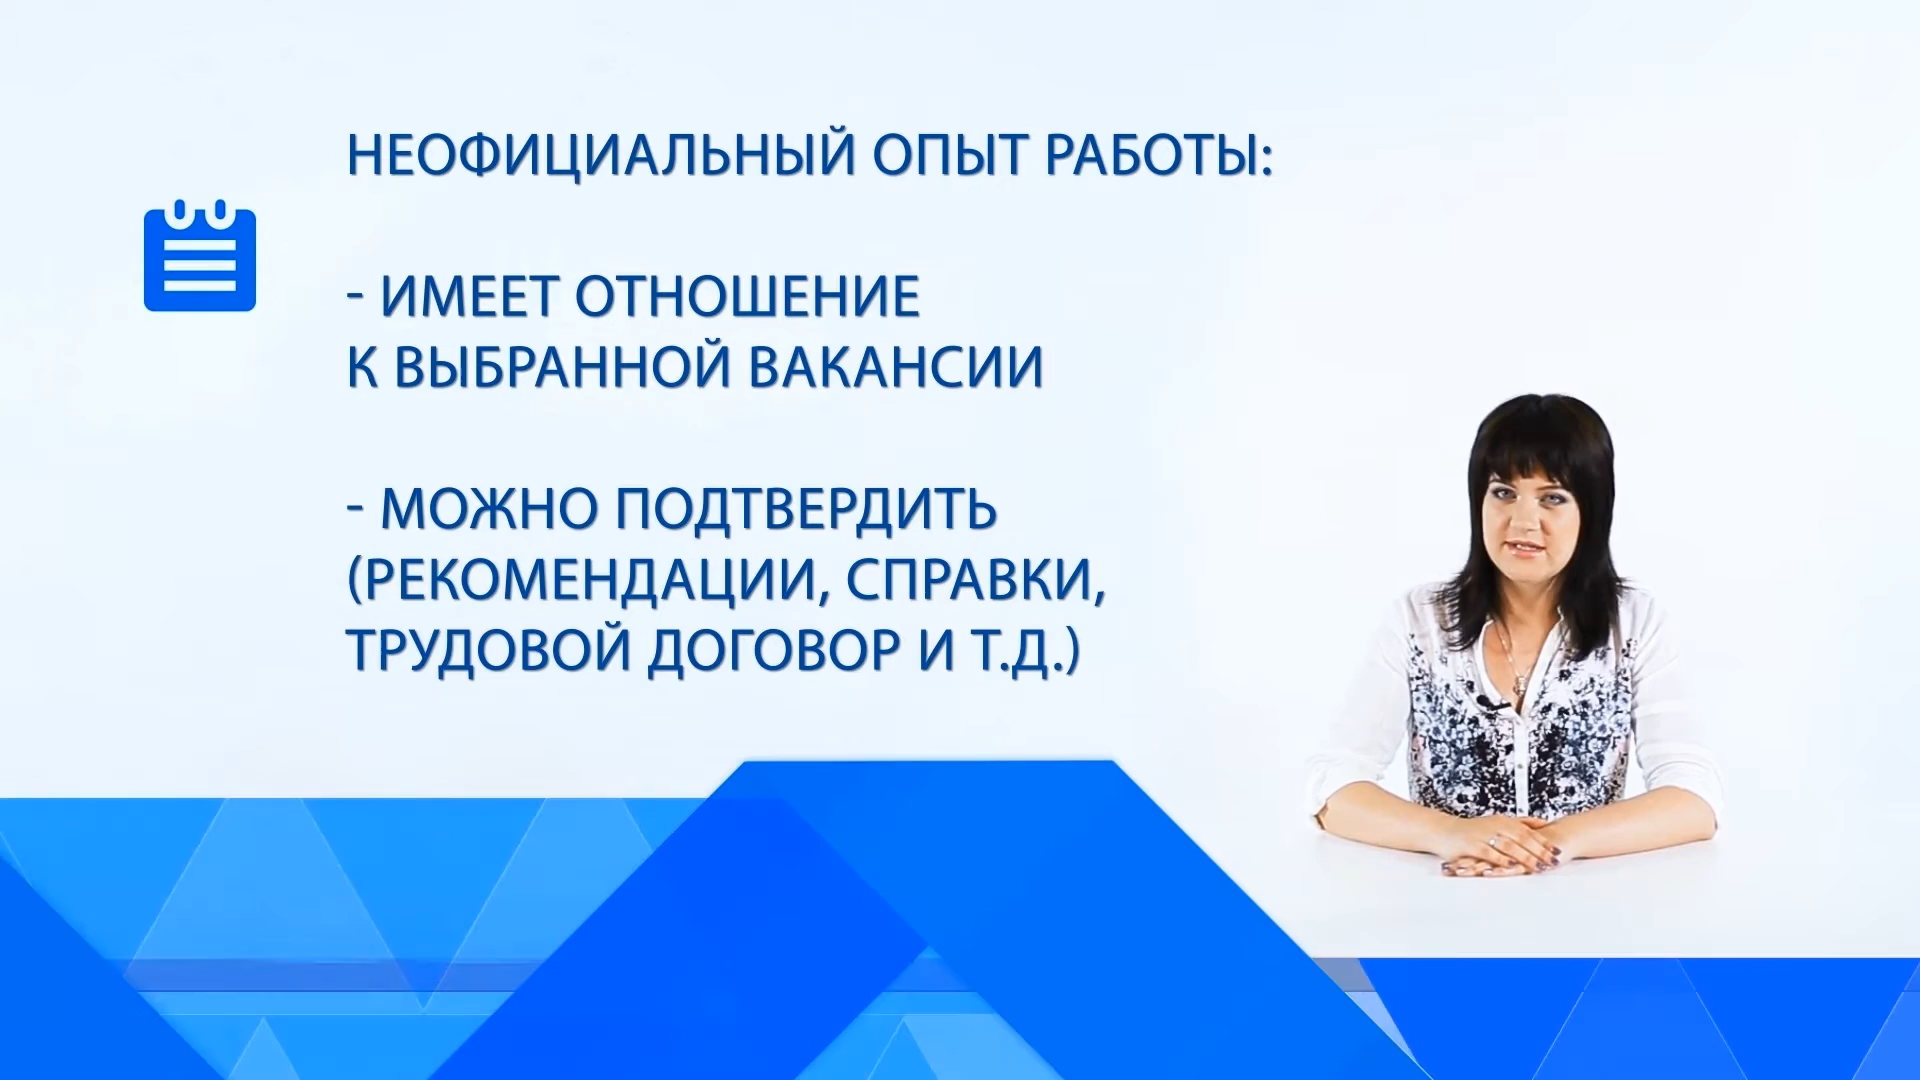 НЕОФИЦИАЛЬНЫЙ ОПЫТ РАБОТЫ:
- ИМЕЕТ ОТНОШЕНИЕ
К ВЫБРАННОЙ ВАКАНСИИ
- МОЖНО ПОДТВЕРДИТЬ
(РЕКОМЕНДАЦИИ, СПРАВКИ,
ТРУДОВОЙ ДОГОВОР И Т.Д.)